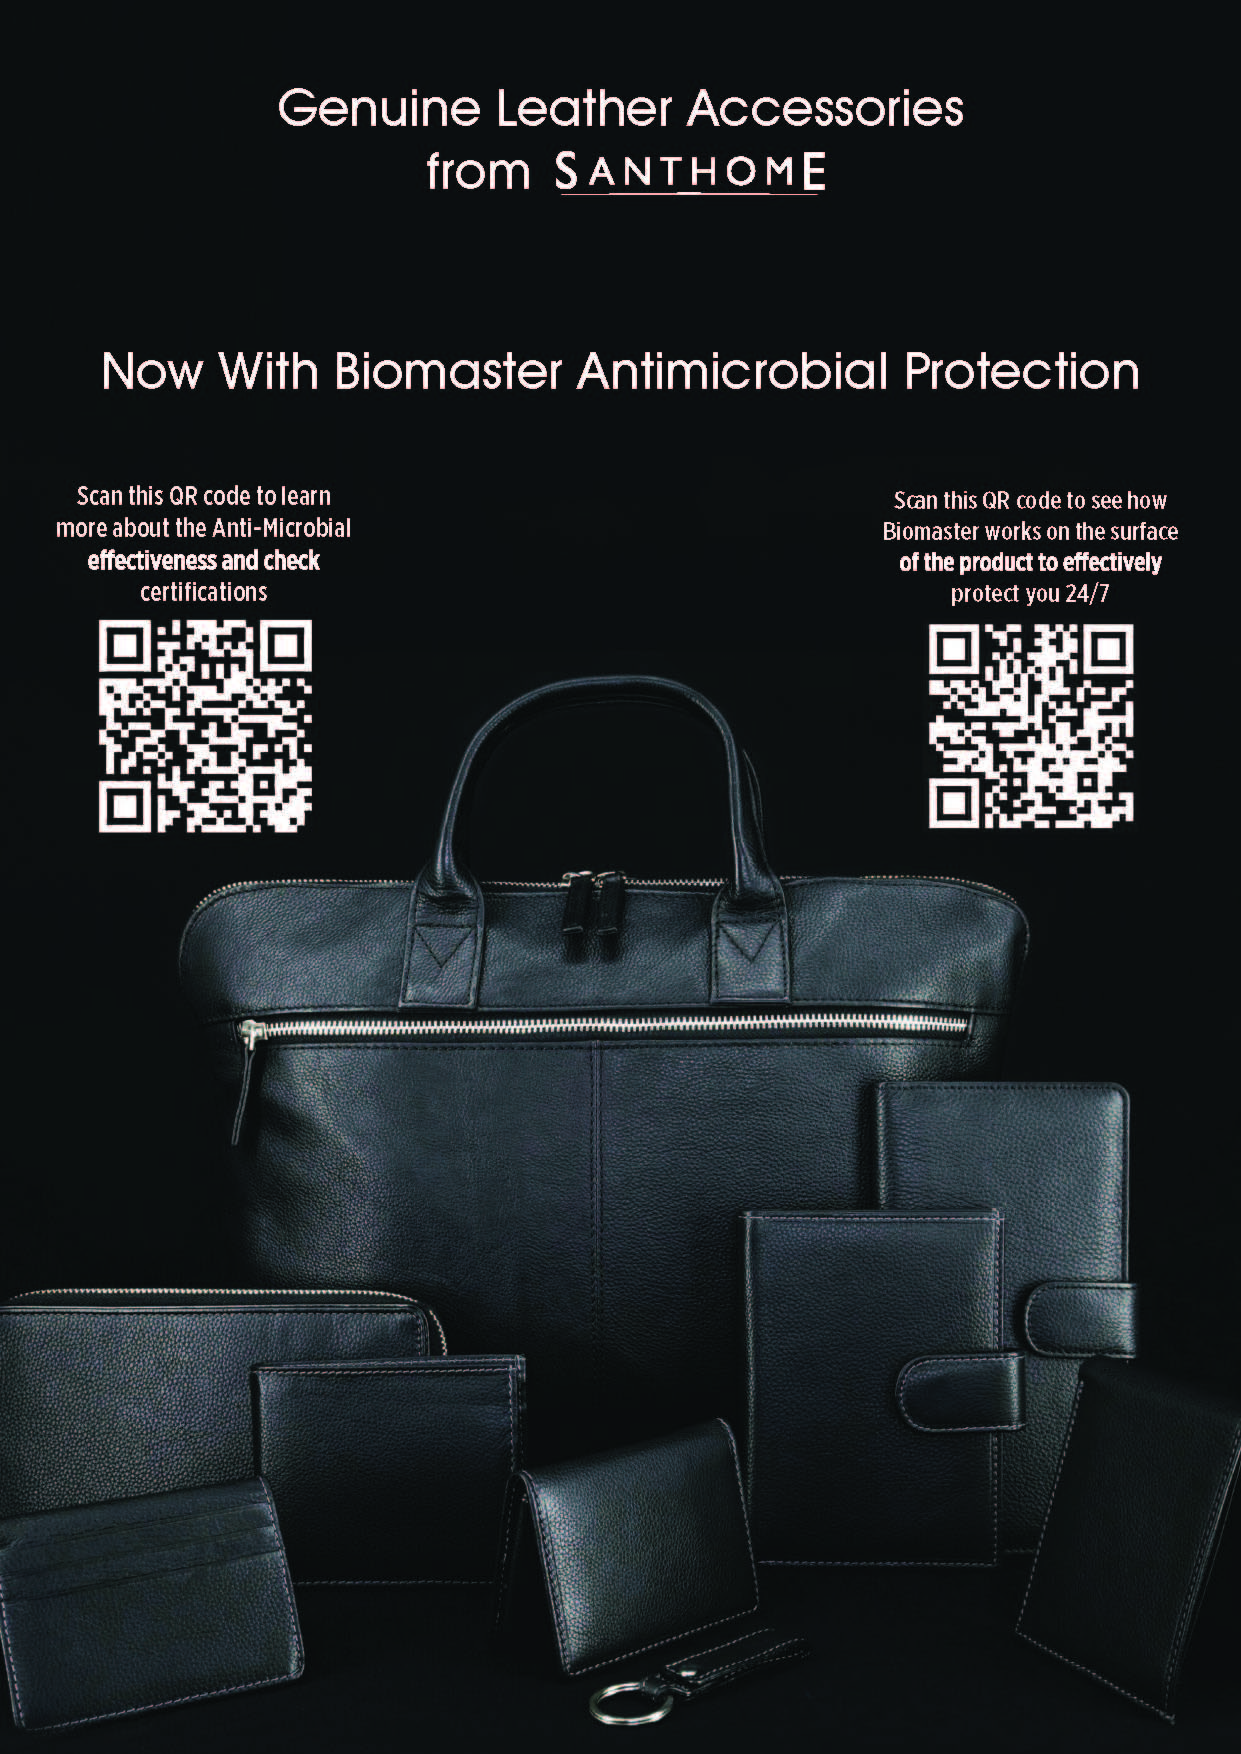 Genuine Leather Accessories
from SANTHOME
Now With Biomaster Antimicrobial Protection
Scan this QR code to learn
more about the Anti-Microbial
effectiveness and check
certifications
Scan this QR code to see how
Biomaster works on the surface
of the product to effectively
protect you 24/7